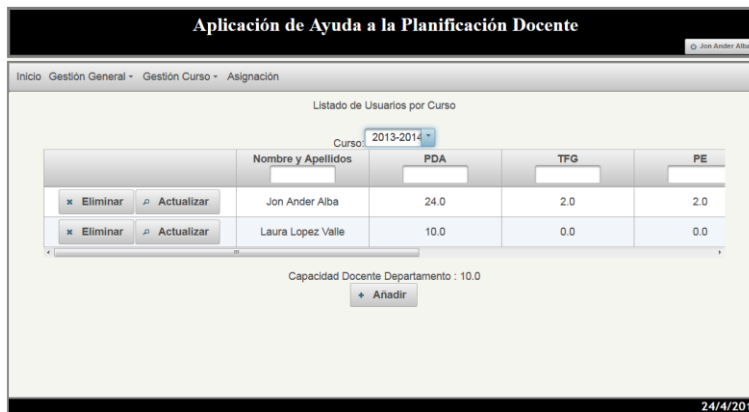 Aplicación de Ayuda a la Planificación Docente
Jon Ander Alba
Inicio Gestión General Gestión Curso Asignación
Listado de Usuarios por Curso
Curso: 2013-2014
Nombre y Apellidos PDA TFG PE
Eliminar Actualizar Jon Ander Alba 24.0 2.0 2.0
Eliminar Actualizar Laura Lopez Valle 10.0 0.0 0.0
Capacidad Docente Departamento : 10.0
+ Añadir
24/4/201